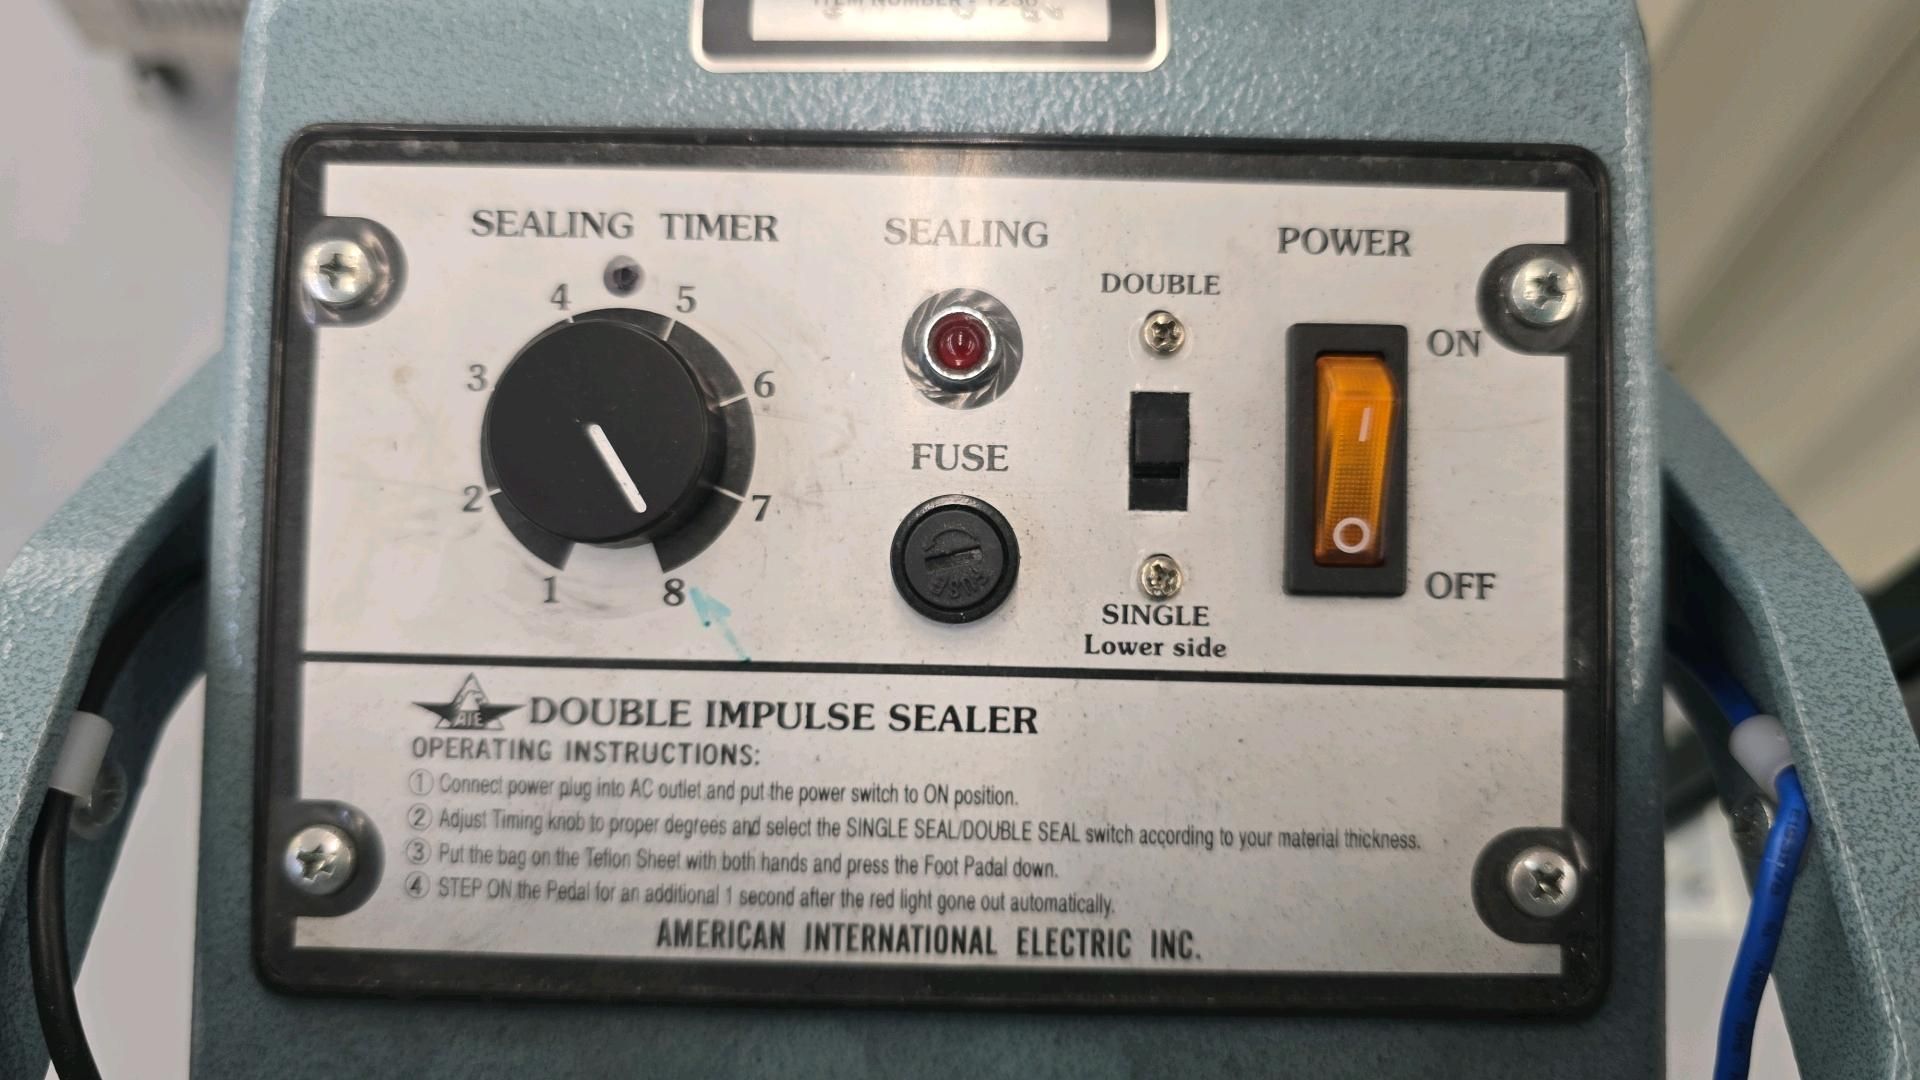 ITEM NUMBER - 1236
SEALING TIMER
SEALING
POWER
DOUBLE
4
5
ON
3
6
FUSE
2
7
1
8
FUSE
OFF
SINGLE
Lower side
ATE
DOUBLE IMPULSE SEALER
OPERATING INSTRUCTIONS:
① Connect power plug into AC outlet and put the power switch to ON position.
② Adjust Timing knob to proper degrees and select the SINGLE SEAL/DOUBLE SEAL switch according to your material thickness.
③ Put the bag on the Teflon Sheet with both hands and press the Foot Padal down.
④ STEP ON the Pedal for an additional 1 second after the red light gone out automatically.
AMERICAN INTERNATIONAL ELECTRIC INC.